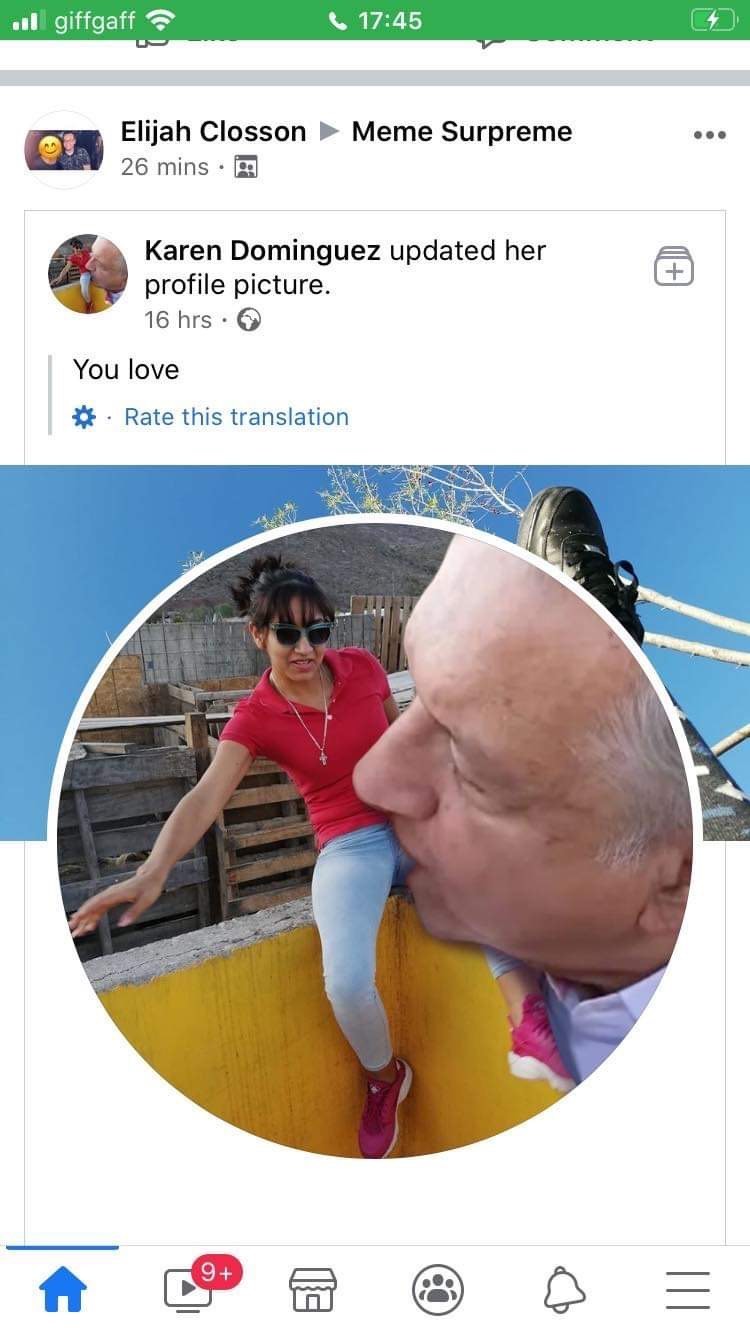 giffgaff 17:45
Elijah Closson ▶ Meme Surpreme
26 mins ·
Karen Dominguez updated her
profile picture.
16 hrs ·
You love
· Rate this translation
9+